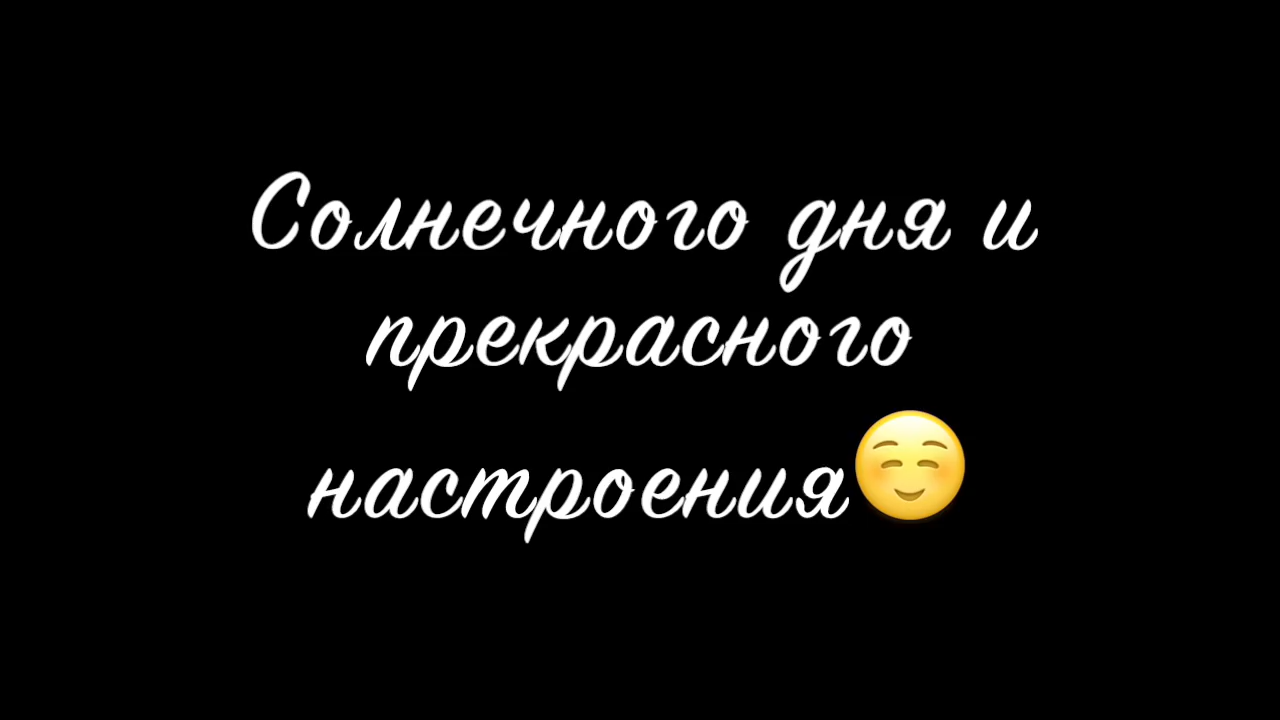 Солнечного дня и
прекрасного
настроения☺️